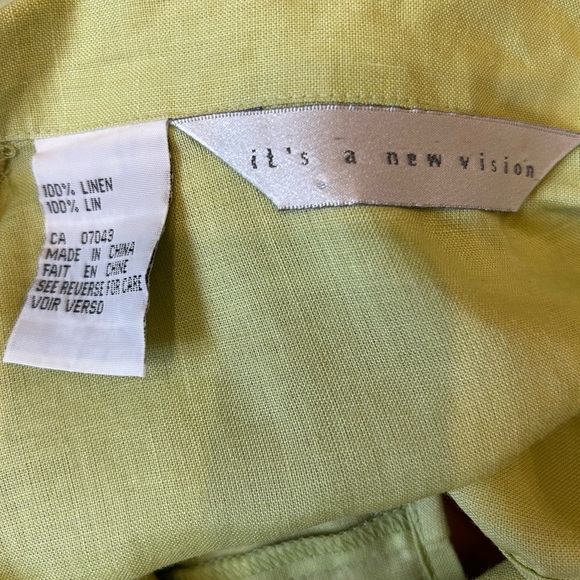 it's a new vision
100% LINEN
100% LIN
CA 07043
MADE IN CHINA
FAIT EN CHINE
SEE REVERSE FOR CARE
VOIR VERSO